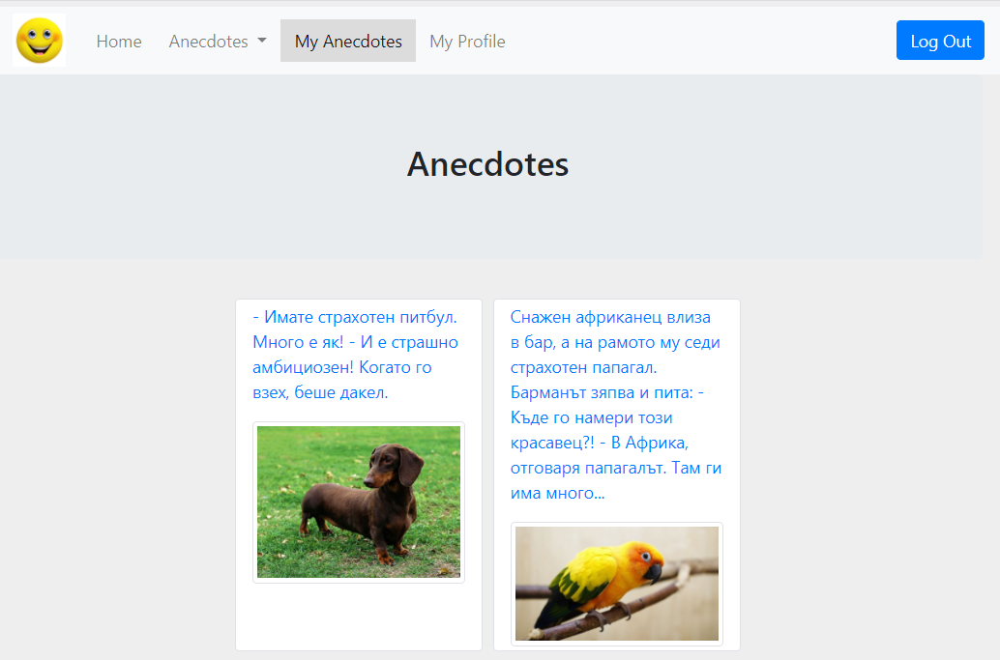 Home Anecdotes My Anecdotes My Profile Log Out
Anecdotes
- Имате страхотен питбул.
Много е як! - И е страшно
амбициозен! Когато го
взех, беше дакел.
Снажен африканец влиза
в бар, а на рамото му седи
страхотен папагал.
Барманът зяпва и пита: -
Къде го намери този
красавец?! - В Африка,
отговаря папагалът. Там ги
има много...